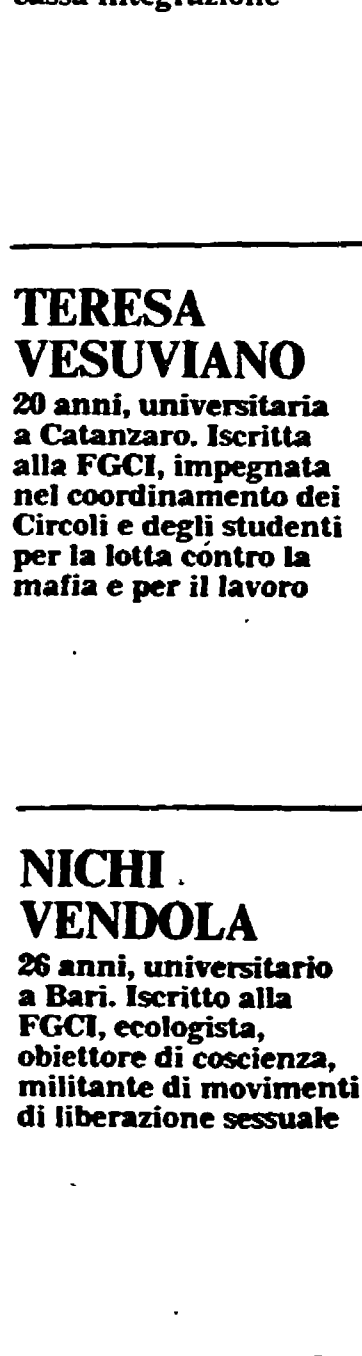 cassa integrazione
TERESA
VESUVIANO
20 anni, universitaria
a Catanzaro. Iscritta
alla FGCI, impegnata
nel coordinamento dei
Circoli e degli studenti
per la lotta contro la
mafia e per il lavoro
NICHI
VENDOLA
26 anni, universitario
a Bari. Iscritto alla
FGCI, ecologista,
obiettore di coscienza,
militante di movimenti
di liberazione sessuale